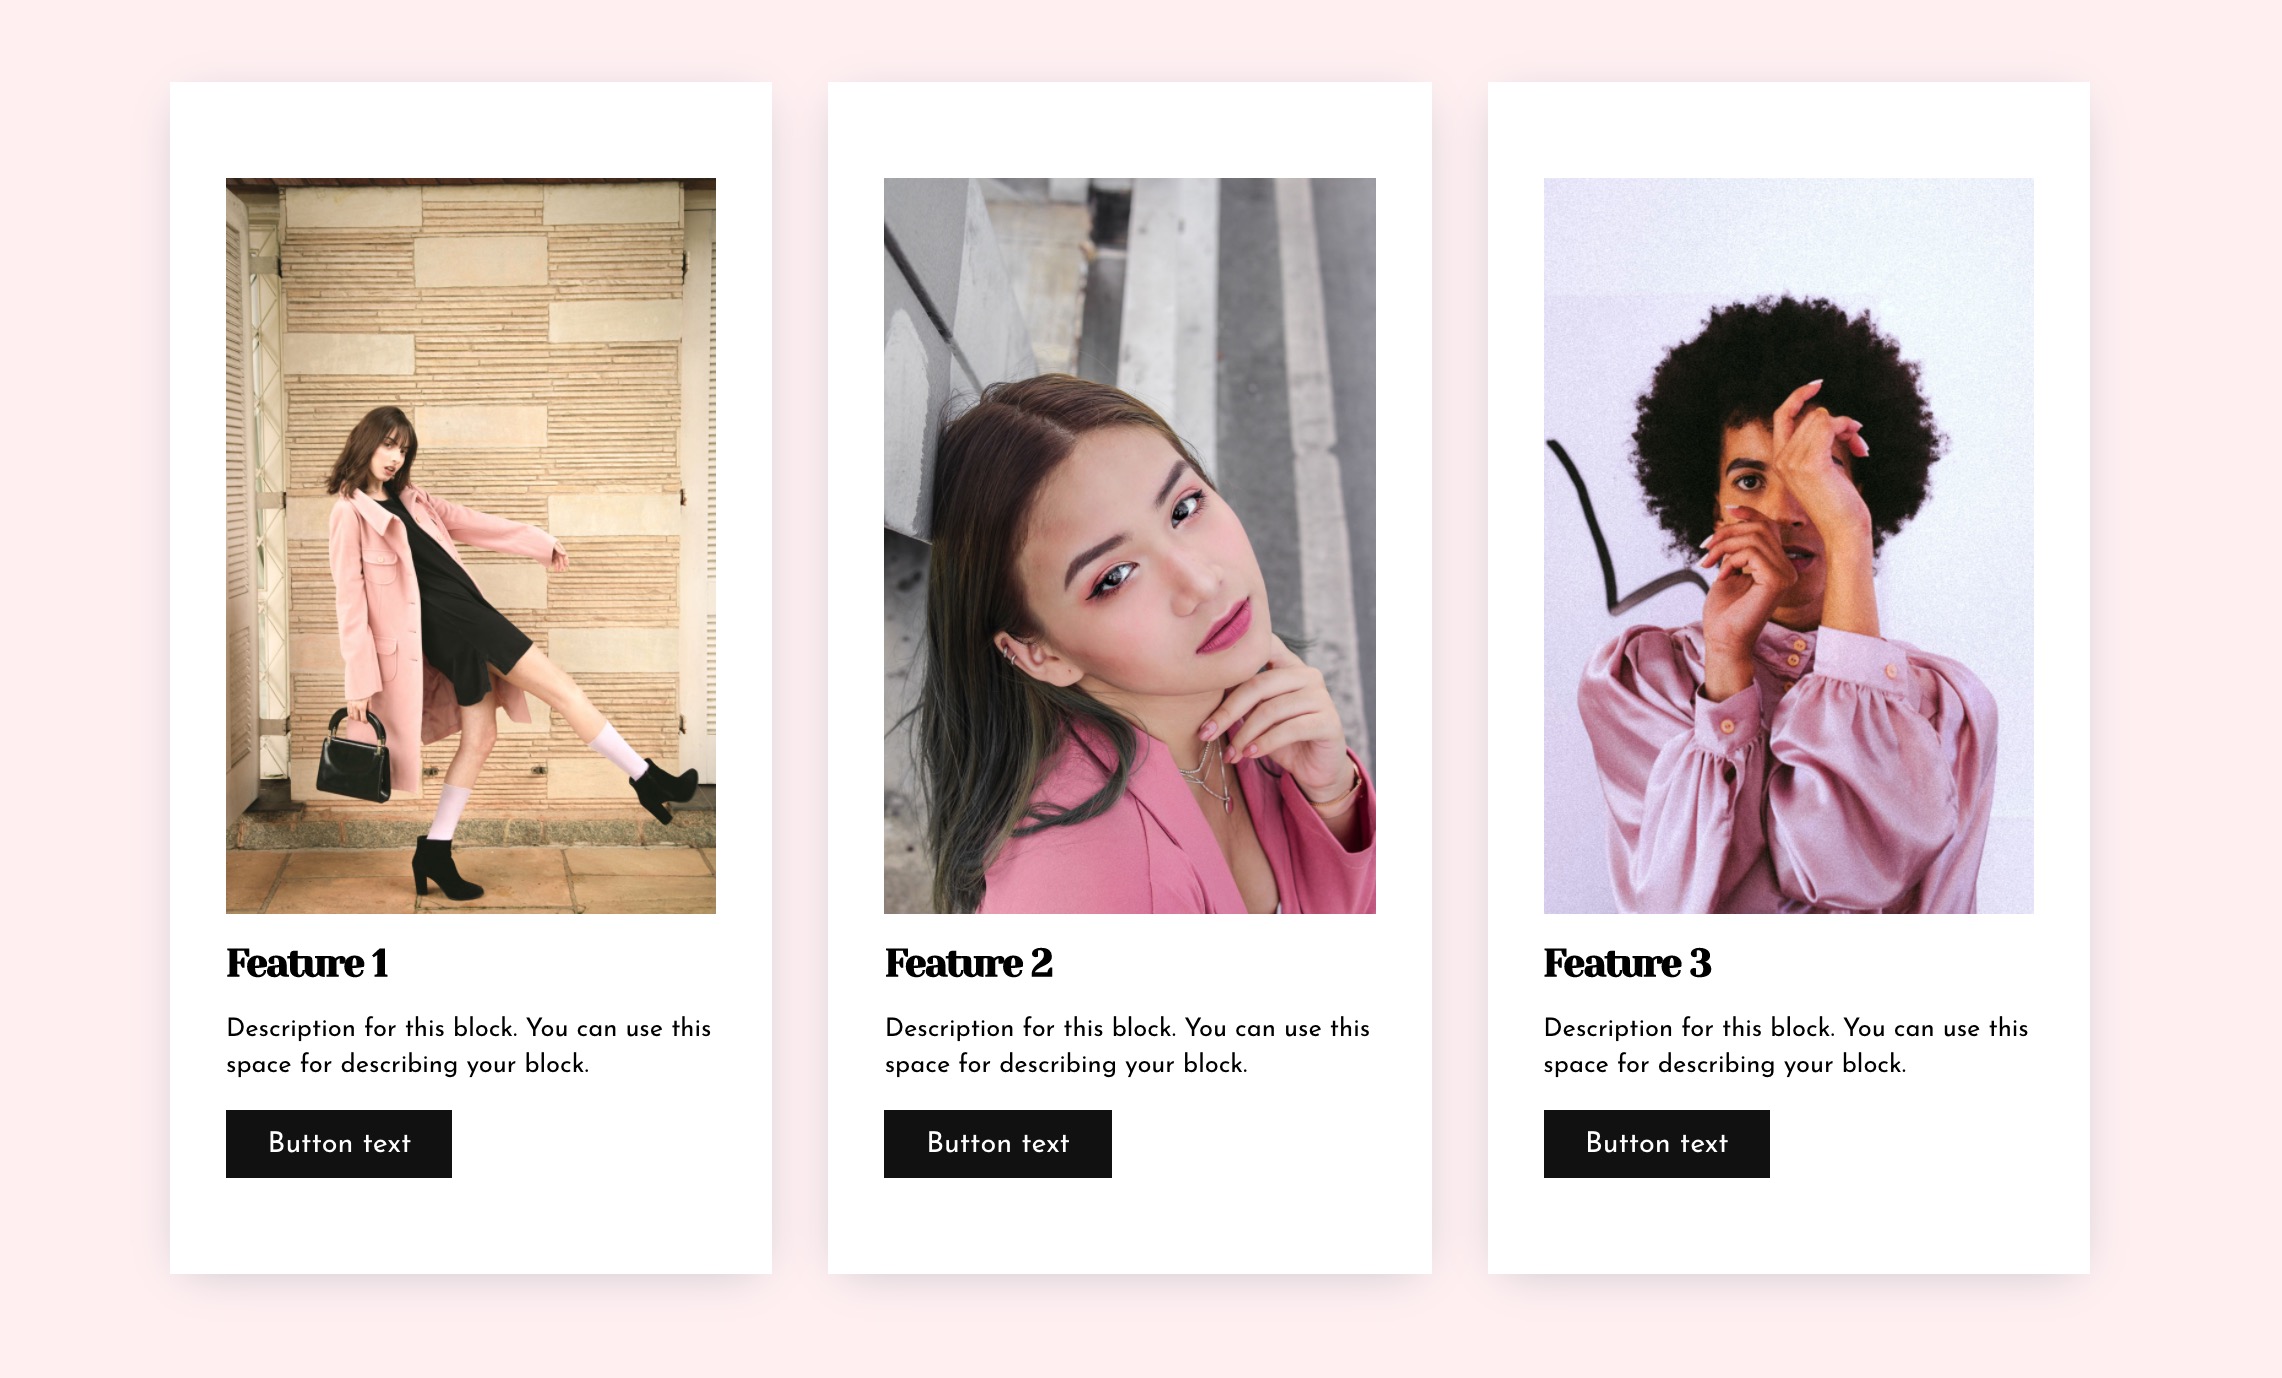 Feature 1
Description for this block. You can use this
space for describing your block.
Button text
Feature 2
Description for this block. You can use this
space for describing your block.
Button text
Feature 3
Description for this block. You can use this
space for describing your block.
Button text